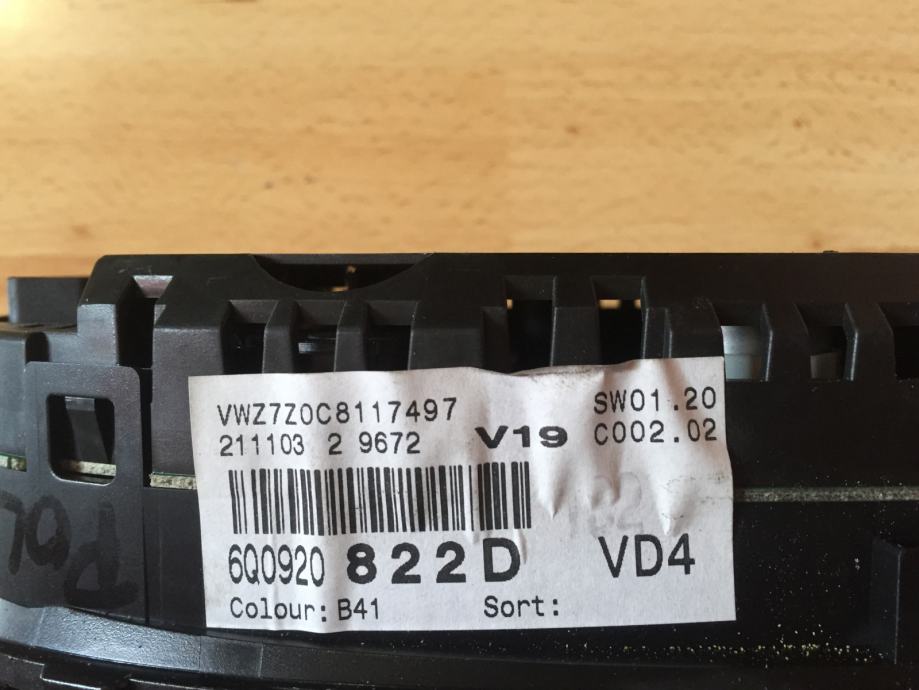 VWZ7Z0C8117497 SW01.20
211103 2 9672 V19 C002.02
6Q0920 822D VD4
Colour: B41 Sort: